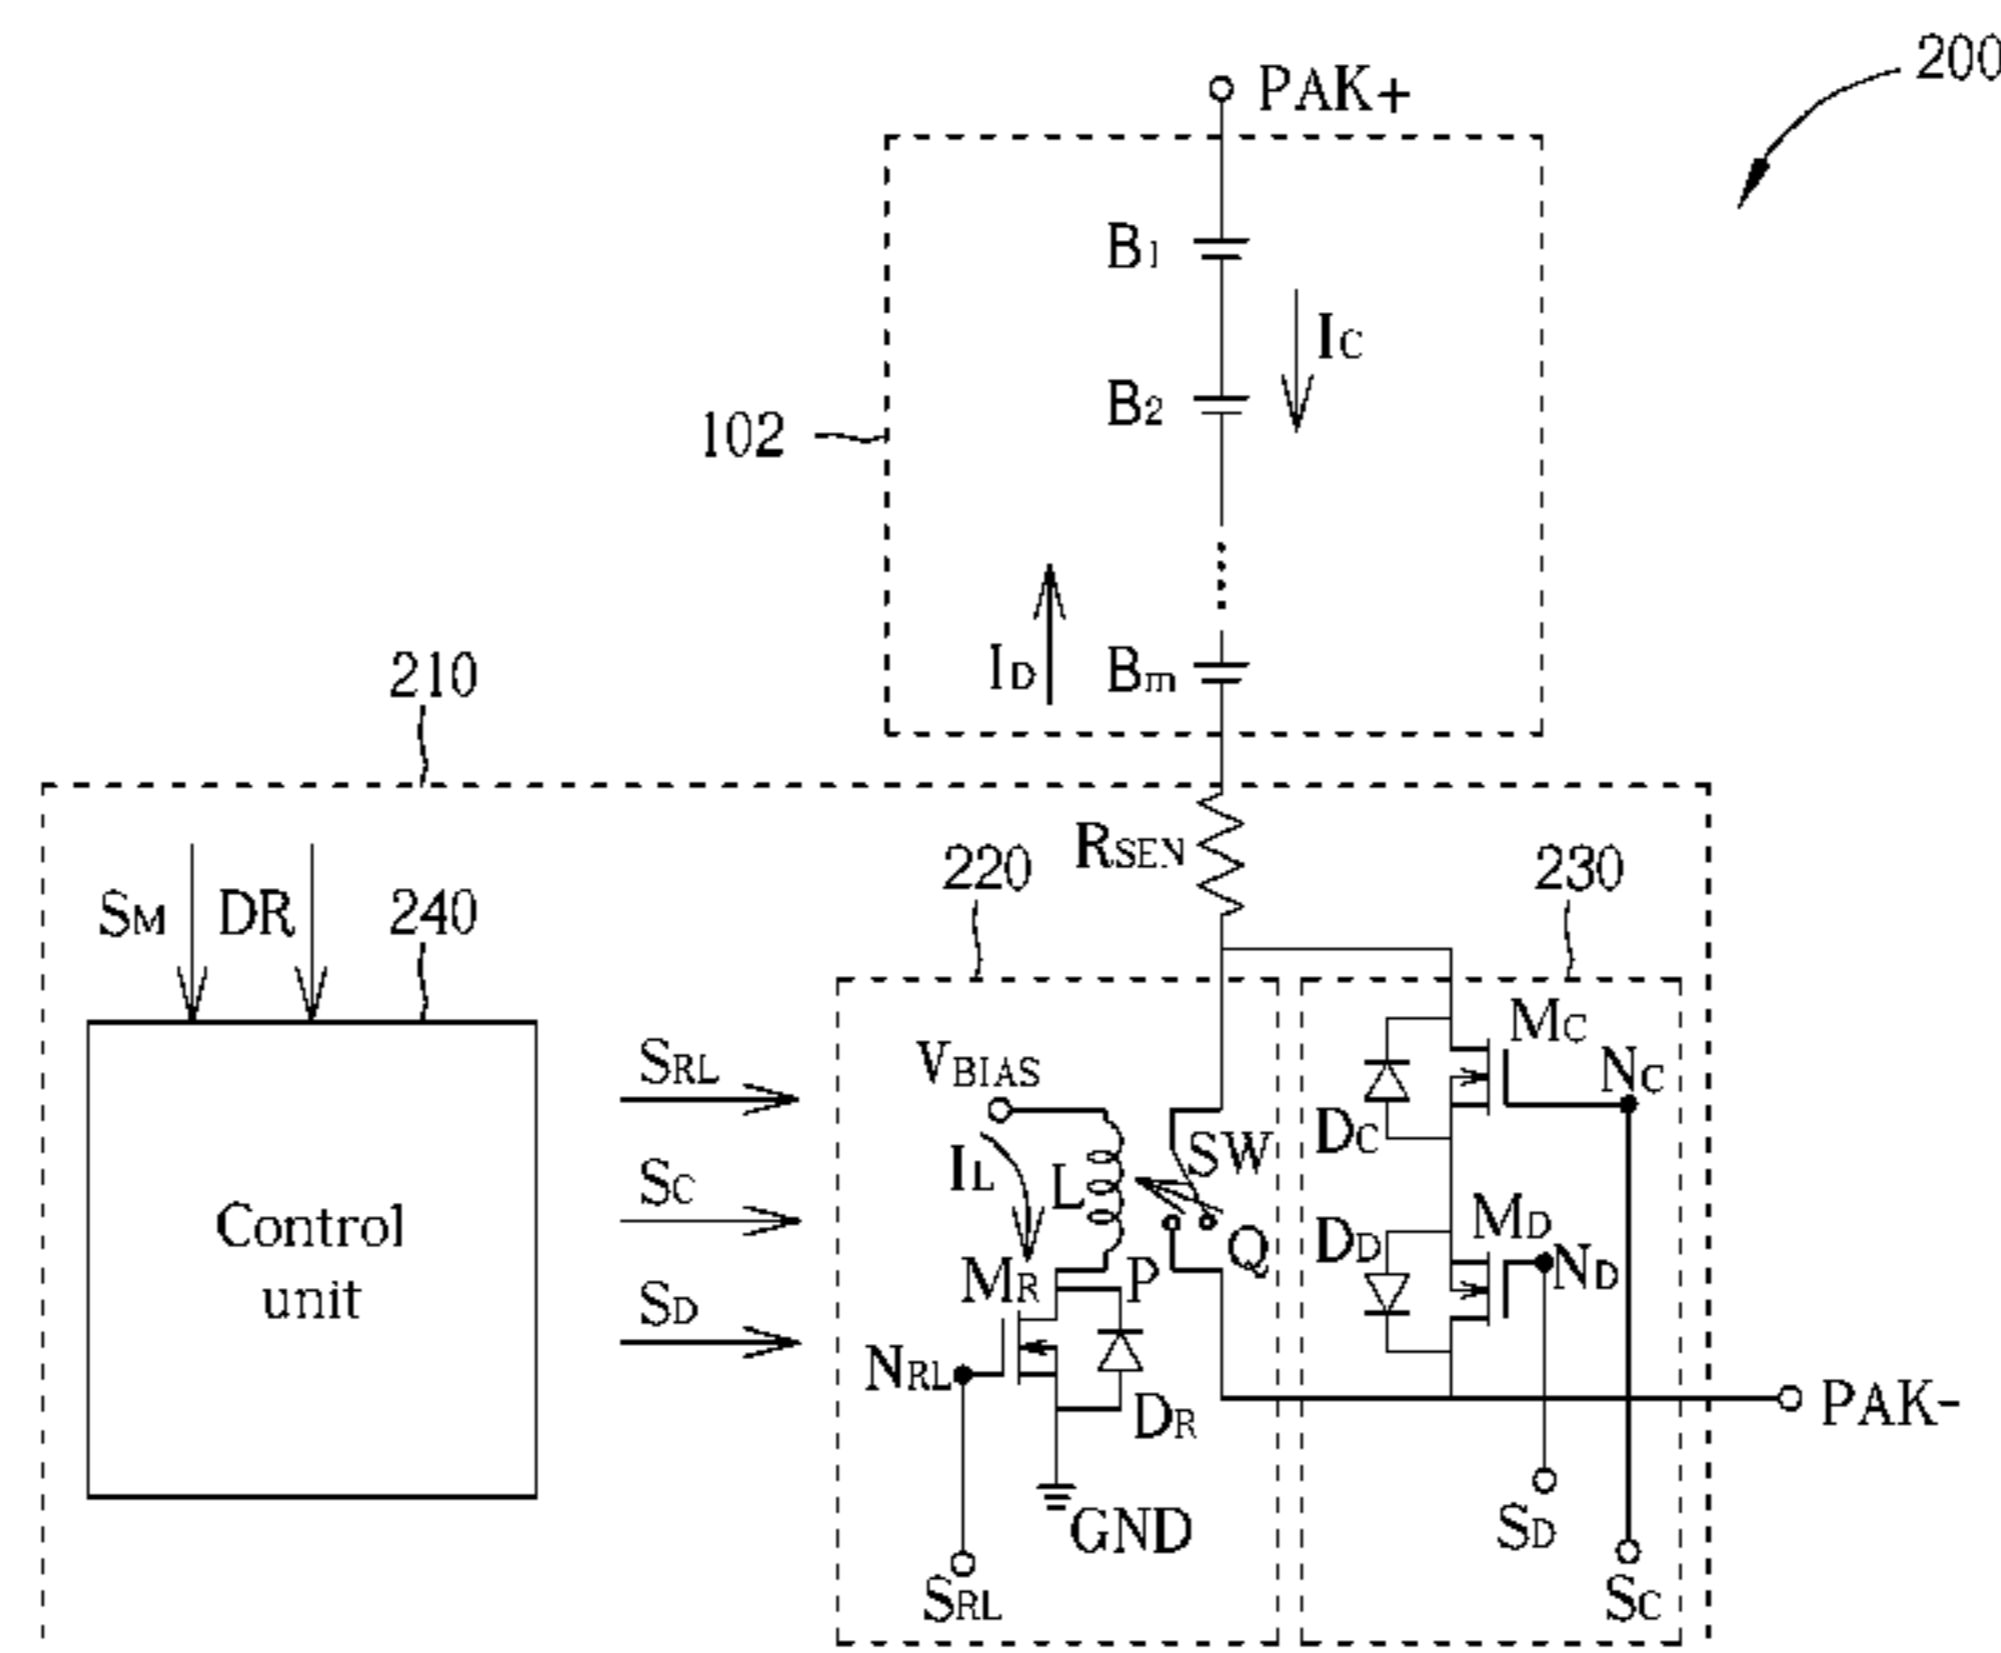 200
PAK+
B1
IC
B2
102
ID
Bm
210
RSEN
220
230
SM
DR
240
MC
NC
SRL
VBIAS
DC
SW
IL
L
SC
Control
unit
DD
MD
ND
Q
MR
P
SD
NRL
DR
PAK-
GND
SD
SRL
SC